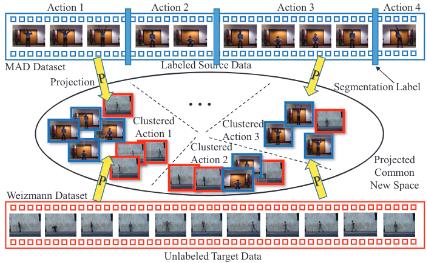 Action 1 Action 2 Action 3 Action 4
MAD Dataset Labeled Source Data
Projection
P
P
Segmentation Label
Clustered
Action 1
Clustered
Action 3
Clustered
Action 2
Projected
Common
New Space
P
P
Weizmann Dataset
Unlabeled Target Data